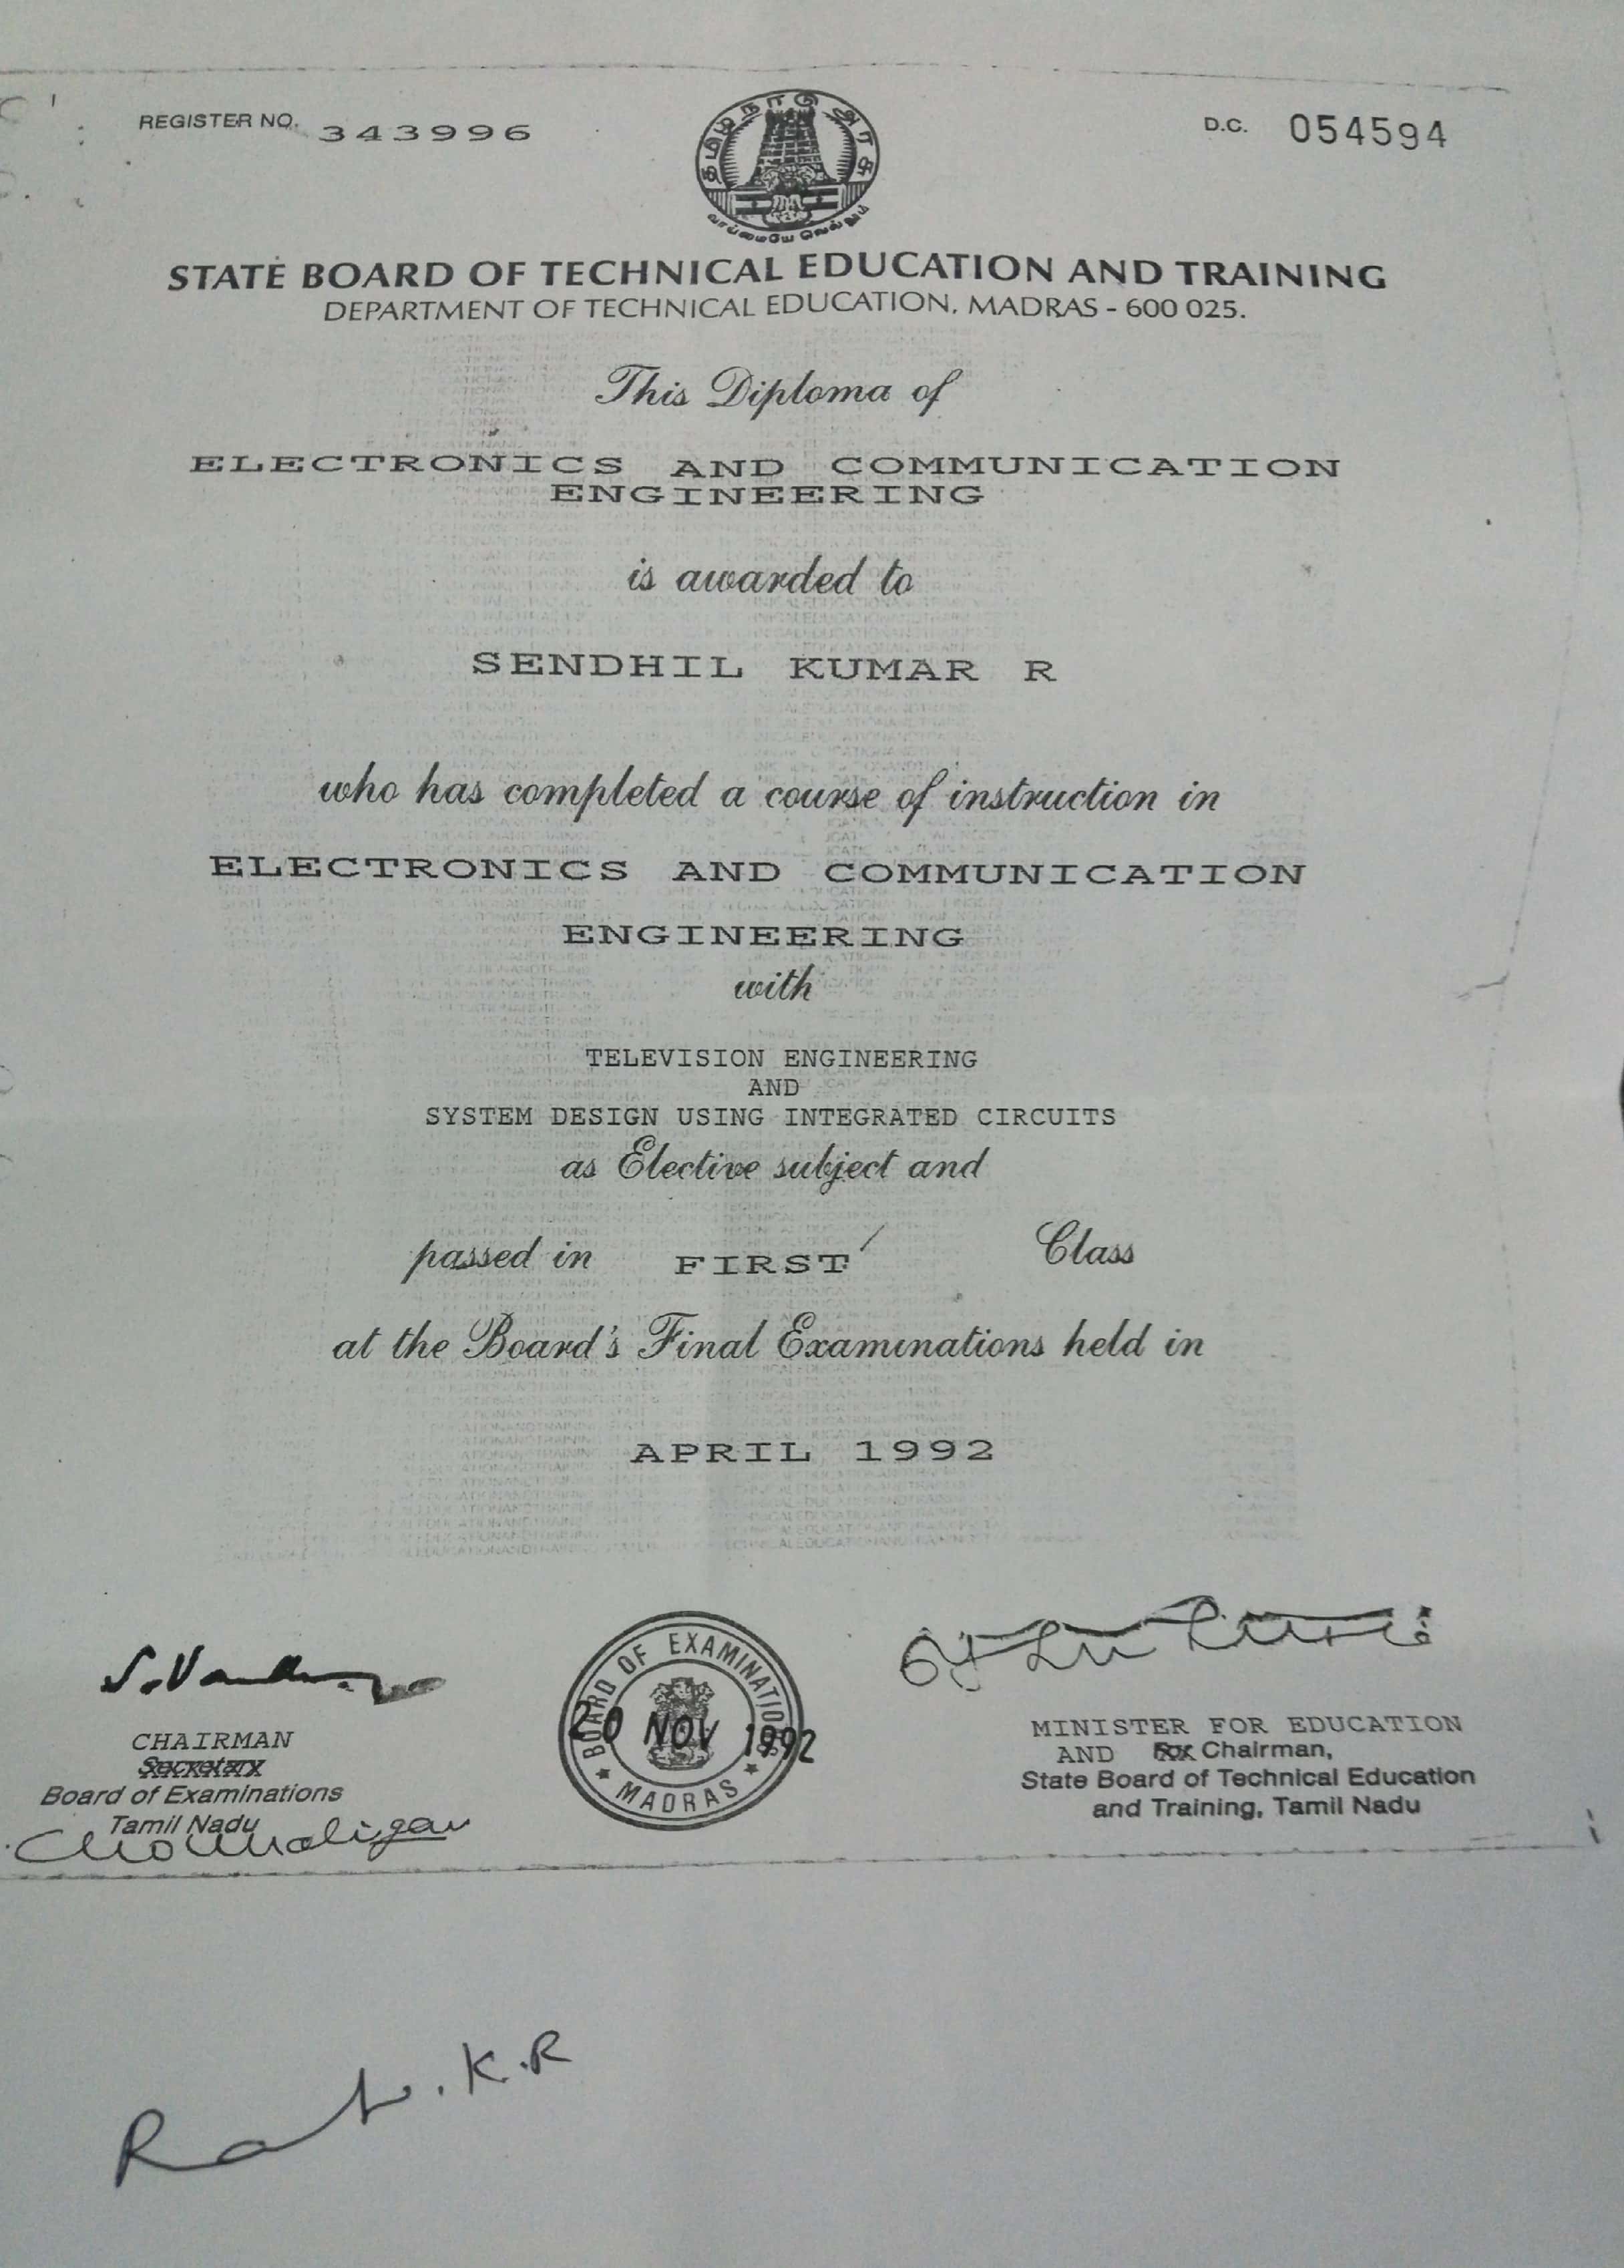 REGISTER NO. 343996
D.C. 054594
தமிழ்நாடு அரசு
வாய்மையே வெல்லும்
STATE BOARD OF TECHNICAL EDUCATION AND TRAINING
DEPARTMENT OF TECHNICAL EDUCATION, MADRAS - 600 025.
This Diploma of
ELECTRONICS AND COMMUNICATION
ENGINEERING
is awarded to
SENDHIL KUMAR R
who has completed a course of instruction in
ELECTRONICS AND COMMUNICATION
ENGINEERING
with
TELEVISION ENGINEERING
AND
SYSTEM DESIGN USING INTEGRATED CIRCUITS
as Elective subject and
passed in FIRST Class
at the Board's Final Examinations held in
APRIL 1992
BOARD OF EXAMINATIONS
20 NOV 1992
MADRAS
CHAIRMAN
Secretary
Board of Examinations
Tamil Nadu
MINISTER FOR EDUCATION
AND For Chairman,
State Board of Technical Education
and Training, Tamil Nadu
K.R